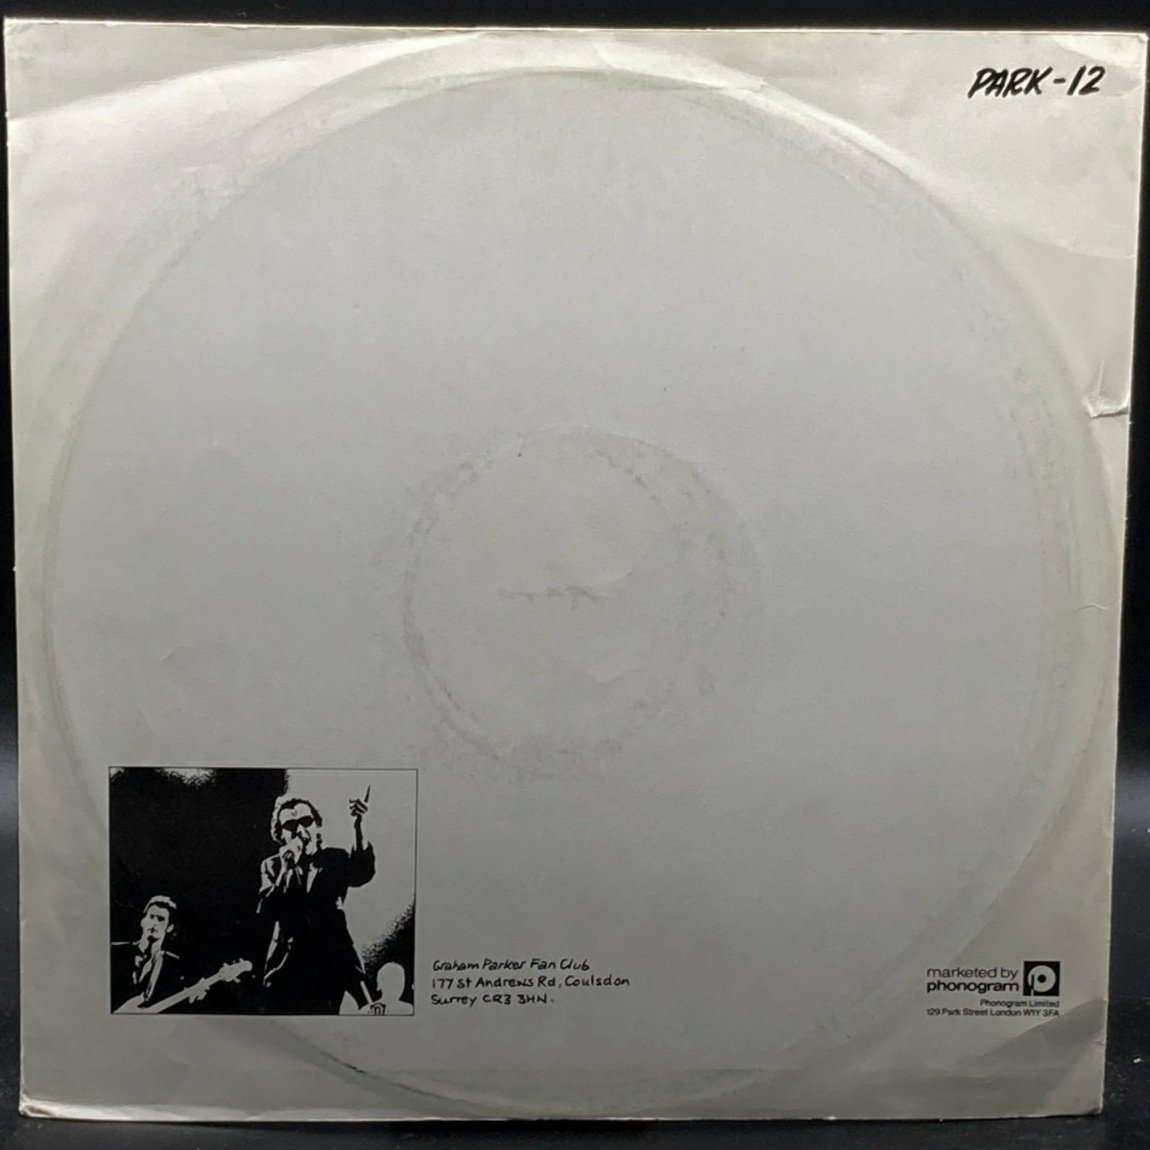 PARK-12
Graham Parker Fan Club
177 St Andrews Rd, Coulsdon
Surrey CR3 3HN.
marketed by
phonogram
Phonogram Limited
129 Park Street London W1Y 3FA